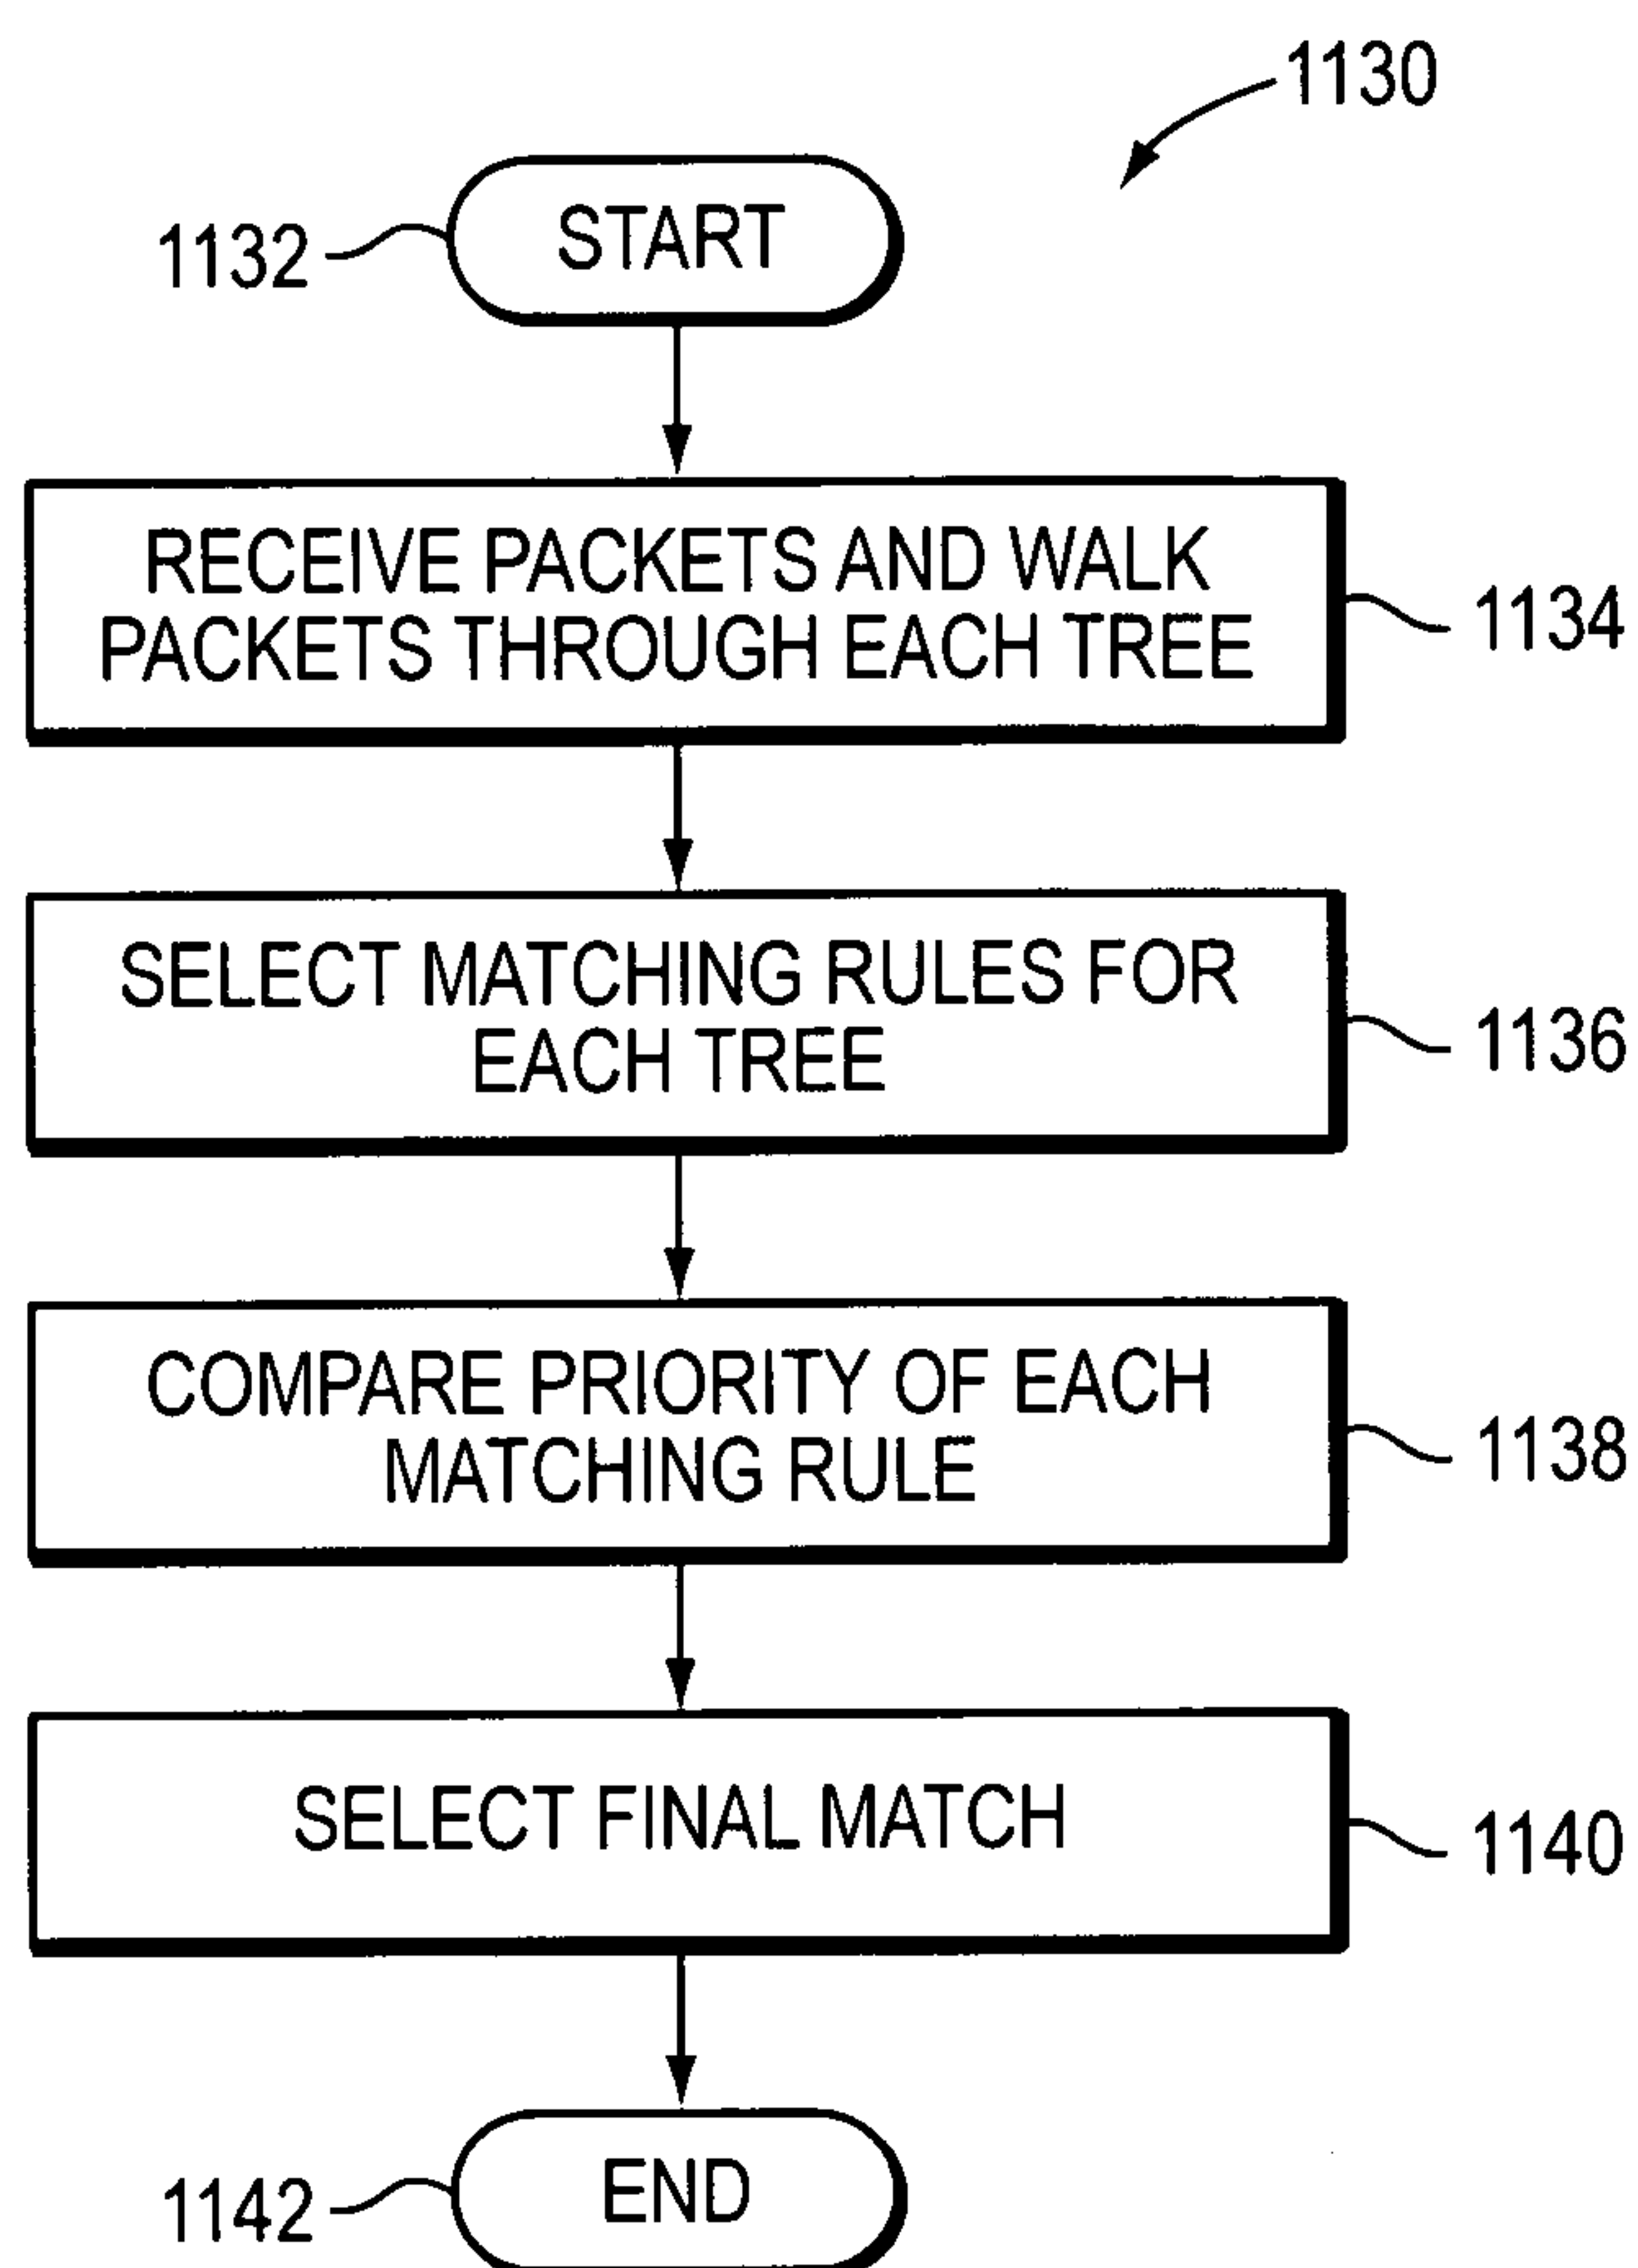 1130
1132
START
RECEIVE PACKETS AND WALK
PACKETS THROUGH EACH TREE
1134
SELECT MATCHING RULES FOR
EACH TREE
1136
COMPARE PRIORITY OF EACH
MATCHING RULE
1138
SELECT FINAL MATCH
1140
1142
END